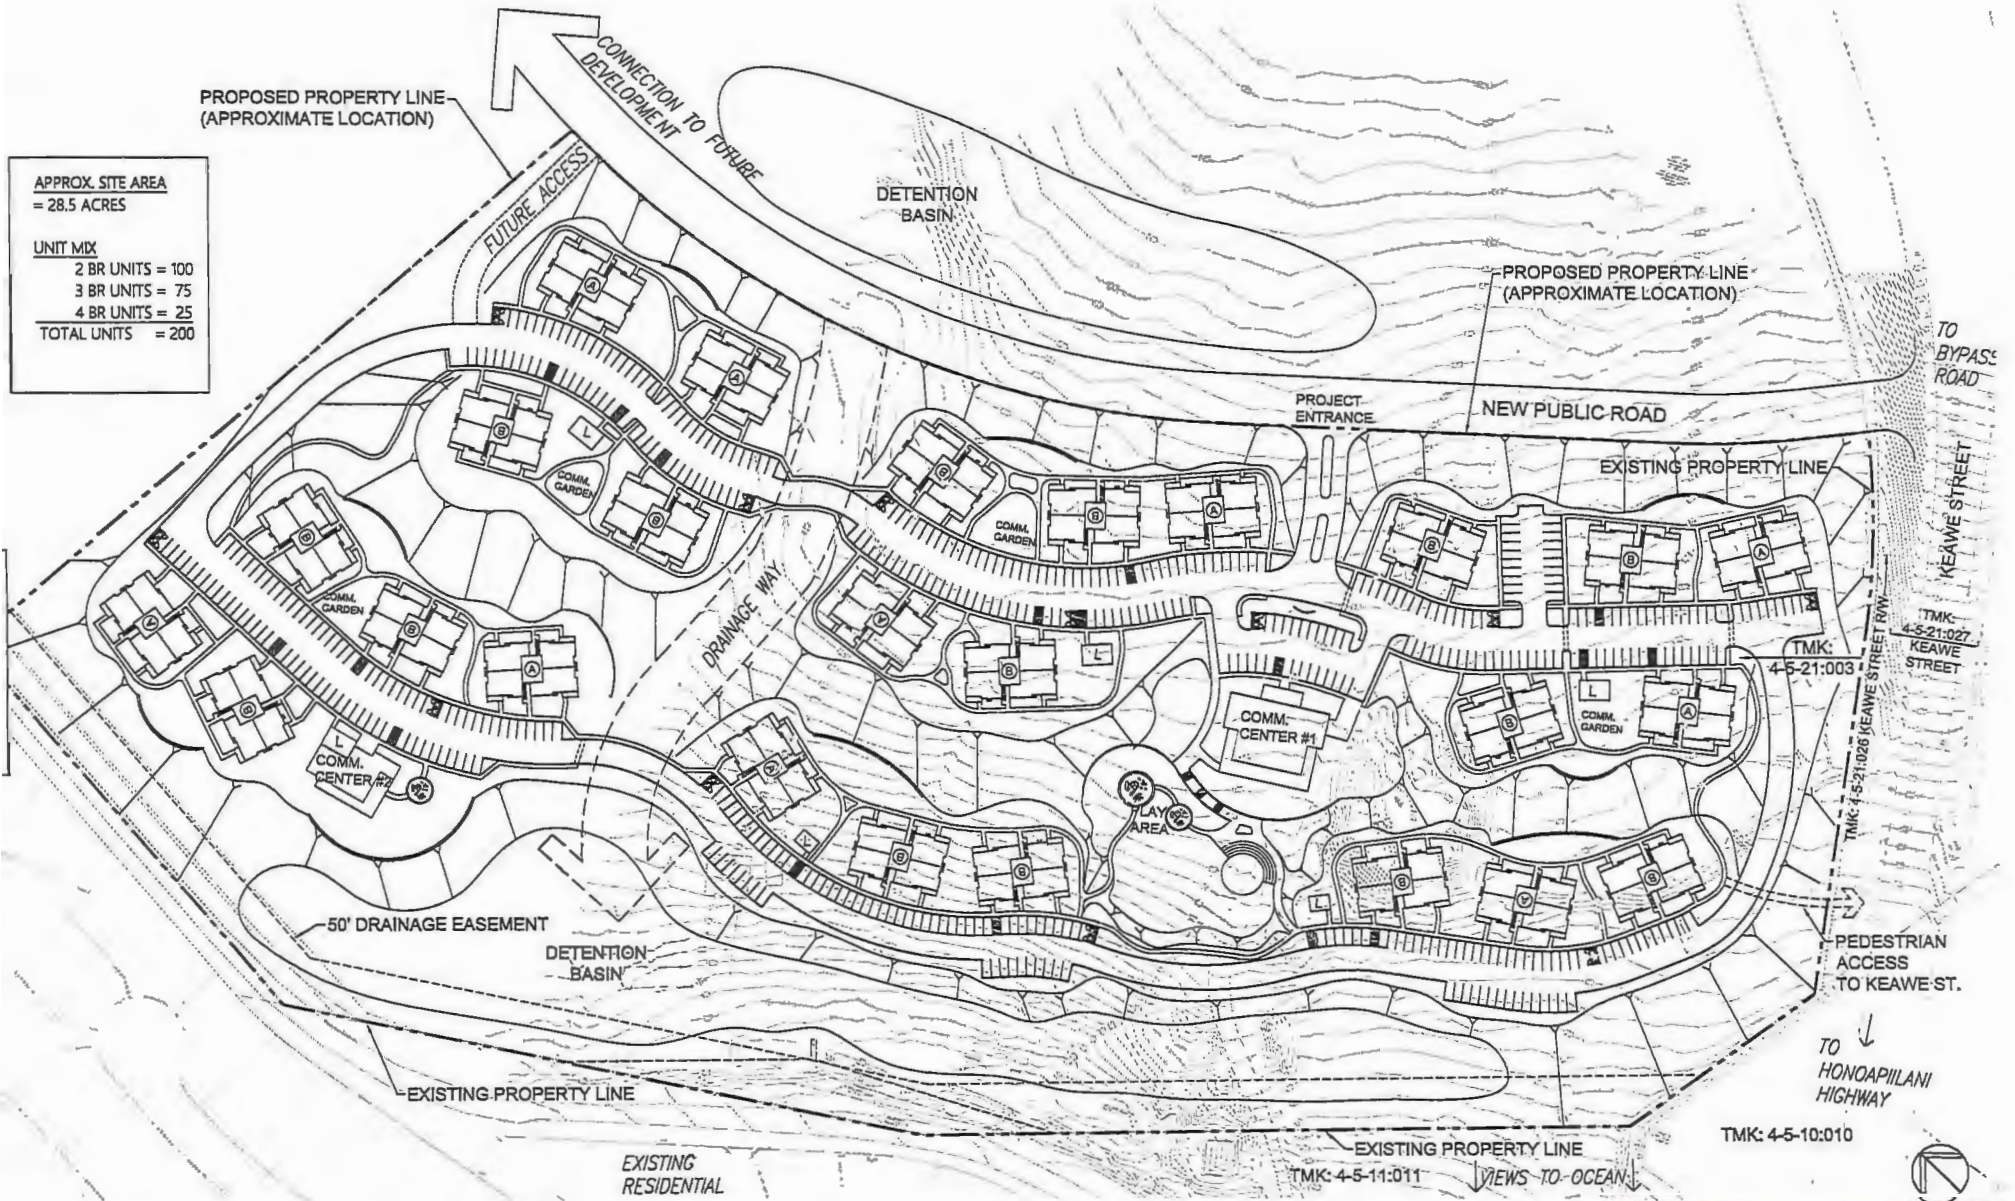 CONNECTION TO FUTURE
DEVELOPMENT
PROPOSED PROPERTY LINE
(APPROXIMATE LOCATION)
FUTURE ACCESS
APPROX. SITE AREA
= 28.5 ACRES
UNIT MIX
2 BR UNITS = 100
3 BR UNITS = 75
4 BR UNITS = 25
TOTAL UNITS = 200
DETENTION
BASIN
PROPOSED PROPERTY LINE
(APPROXIMATE LOCATION)
TO
BYPASS
ROAD
PROJECT
ENTRANCE
NEW PUBLIC ROAD
EXISTING PROPERTY LINE
KEAWE STREET
A
A
B
L
COMM.
GARDEN
B
B
COMM.
GARDEN
B
A
B
B
A
DRAINAGE WAY
B
COMM.
GARDEN
B
A
A
B
A
B
L
TMK:
4-5-21:027
KEAWE
STREET
TMK:
4-5-21:003
TMK: 4-5-21:026 KEAWE STREET R/W
L
COMM.
CENTER #2
COMM.
CENTER #1
B
L
COMM.
GARDEN
A
A
L
B
B
LAY
AREA
L
B
A
B
50' DRAINAGE EASEMENT
DETENTION
BASIN
PEDESTRIAN
ACCESS
TO KEAWE ST.
TO
HONOAPIILANI
HIGHWAY
EXISTING PROPERTY LINE
EXISTING
RESIDENTIAL
EXISTING PROPERTY LINE
TMK: 4-5-11:011
VIEWS TO OCEAN
TMK: 4-5-10:010